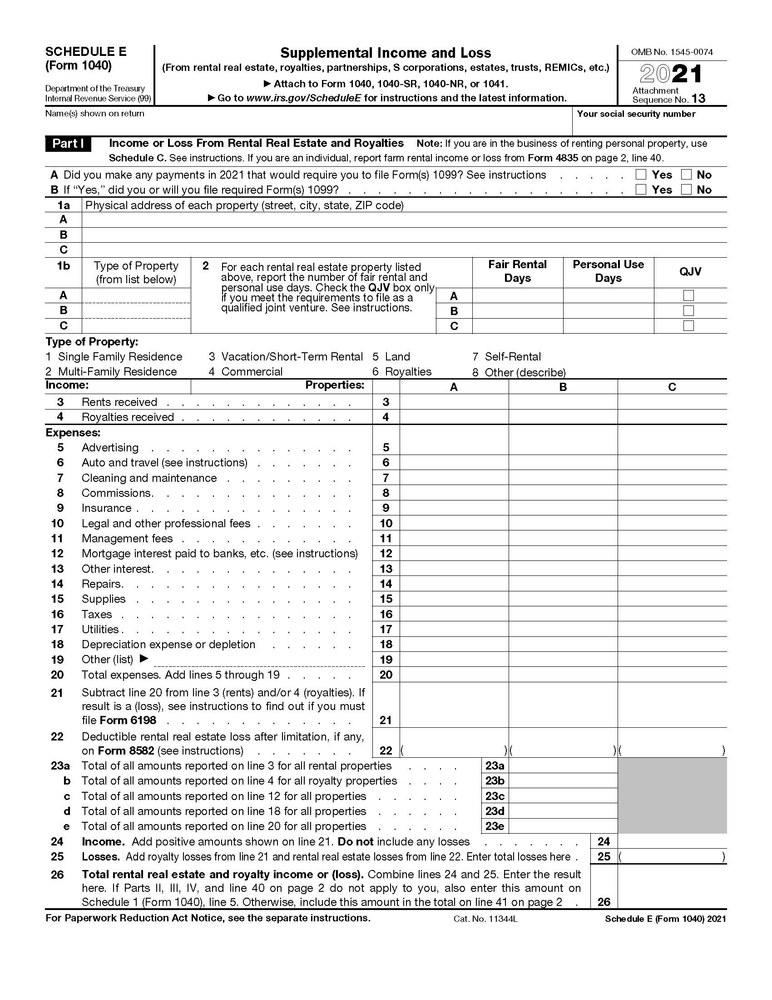 SCHEDULE E
(Form 1040)
Department of the Treasury
Internal Revenue Service (99)
Supplemental Income and Loss
(From rental real estate, royalties, partnerships, S corporations, estates, trusts, REMICs, etc.)
▶ Attach to Form 1040, 1040-SR, 1040-NR, or 1041.
▶ Go to www.irs.gov/ScheduleE for instructions and the latest information.
OMB No. 1545-0074
2021
Attachment
Sequence No. 13
Name(s) shown on return
Your social security number
Part I Income or Loss From Rental Real Estate and Royalties Note: If you are in the business of renting personal property, use
Schedule C. See instructions. If you are an individual, report farm rental income or loss from Form 4835 on page 2, line 40.
A Did you make any payments in 2021 that would require you to file Form(s) 1099? See instructions . . . . . Yes No
B If “Yes,” did you or will you file required Form(s) 1099? . . . . . . . . . . . . . . . . . . . Yes No
1a Physical address of each property (street, city, state, ZIP code)
A
B
C
1b Type of Property
(from list below)
A
B
C
2 For each rental real estate property listed
above, report the number of fair rental and
personal use days. Check the QJV box only
if you meet the requirements to file as a
qualified joint venture. See instructions.
Fair Rental
Days
Personal Use
Days
QJV
A
B
C
Type of Property:
1 Single Family Residence 3 Vacation/Short-Term Rental 5 Land 7 Self-Rental
2 Multi-Family Residence 4 Commercial 6 Royalties 8 Other (describe)
Income: Properties: A B C
3 Rents received . . . . . . . . . . . . . 3
4 Royalties received . . . . . . . . . . . . 4
Expenses:
5 Advertising . . . . . . . . . . . . . . 5
6 Auto and travel (see instructions) . . . . . . . 6
7 Cleaning and maintenance . . . . . . . . . 7
8 Commissions. . . . . . . . . . . . . . 8
9 Insurance . . . . . . . . . . . . . . . 9
10 Legal and other professional fees . . . . . . . 10
11 Management fees . . . . . . . . . . . . 11
12 Mortgage interest paid to banks, etc. (see instructions) 12
13 Other interest. . . . . . . . . . . . . . 13
14 Repairs. . . . . . . . . . . . . . . . 14
15 Supplies . . . . . . . . . . . . . . . 15
16 Taxes . . . . . . . . . . . . . . . . 16
17 Utilities . . . . . . . . . . . . . . . . 17
18 Depreciation expense or depletion . . . . . . 18
19 Other (list) ▶ 19
20 Total expenses. Add lines 5 through 19 . . . . . 20
21 Subtract line 20 from line 3 (rents) and/or 4 (royalties). If
result is a (loss), see instructions to find out if you must
file Form 6198 . . . . . . . . . . . . . 21
22 Deductible rental real estate loss after limitation, if any,
on Form 8582 (see instructions) . . . . . . . 22 ( ) ( ) ( )
23a Total of all amounts reported on line 3 for all rental properties . . . . 23a
b Total of all amounts reported on line 4 for all royalty properties . . . . 23b
c Total of all amounts reported on line 12 for all properties . . . . . . 23c
d Total of all amounts reported on line 18 for all properties . . . . . . 23d
e Total of all amounts reported on line 20 for all properties . . . . . . 23e
24 Income. Add positive amounts shown on line 21. Do not include any losses . . . . . . . 24
25 Losses. Add royalty losses from line 21 and rental real estate losses from line 22. Enter total losses here . 25 ( )
26 Total rental real estate and royalty income or (loss). Combine lines 24 and 25. Enter the result
here. If Parts II, III, IV, and line 40 on page 2 do not apply to you, also enter this amount on
Schedule 1 (Form 1040), line 5. Otherwise, include this amount in the total on line 41 on page 2 . 26
For Paperwork Reduction Act Notice, see the separate instructions. Cat. No. 11344L Schedule E (Form 1040) 2021